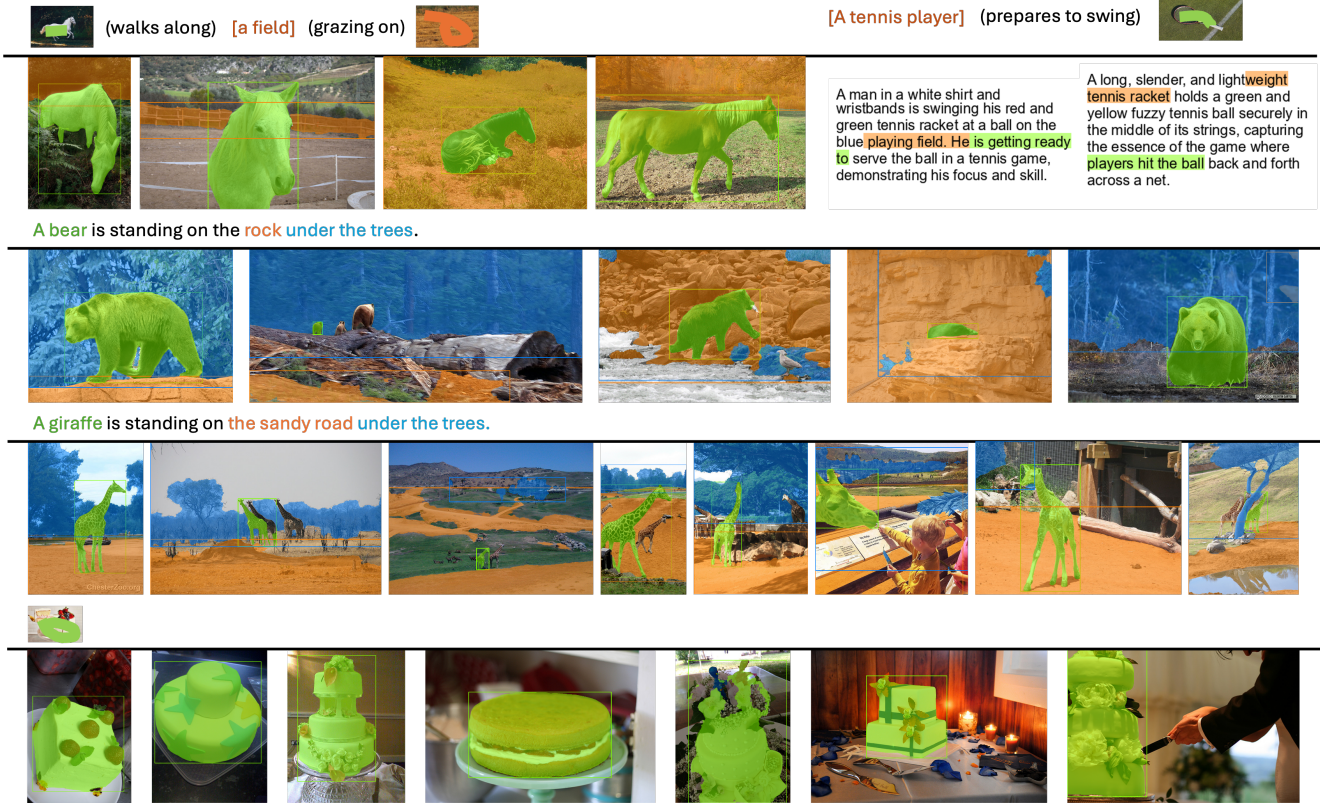 (walks along) [a field] (grazing on)
[A tennis player] (prepares to swing)
A man in a white shirt and
wristbands is swinging his red and
green tennis racket at a ball on the
blue playing field. He is getting ready
to serve the ball in a tennis game,
demonstrating his focus and skill.
A long, slender, and lightweight
tennis racket holds a green and
yellow fuzzy tennis ball securely in
the middle of its strings, capturing
the essence of the game where
players hit the ball back and forth
across a net.
A bear is standing on the rock under the trees.
A giraffe is standing on the sandy road under the trees.
ChesterZoo.org